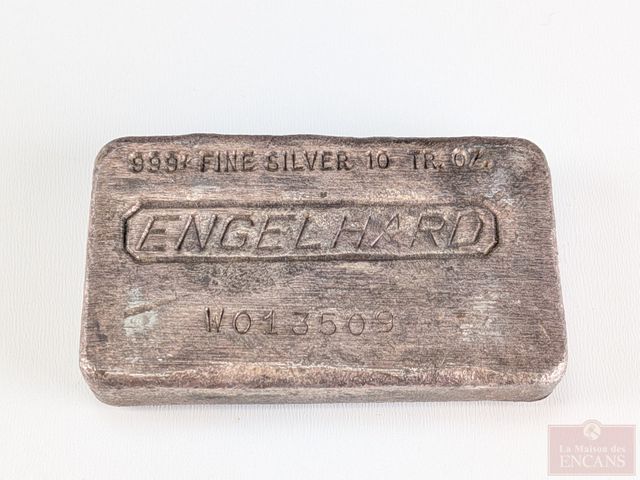 999+ FINE SILVER 10 TR. OZ.
ENGELHARD
W013509
La Maison des
ENCANS